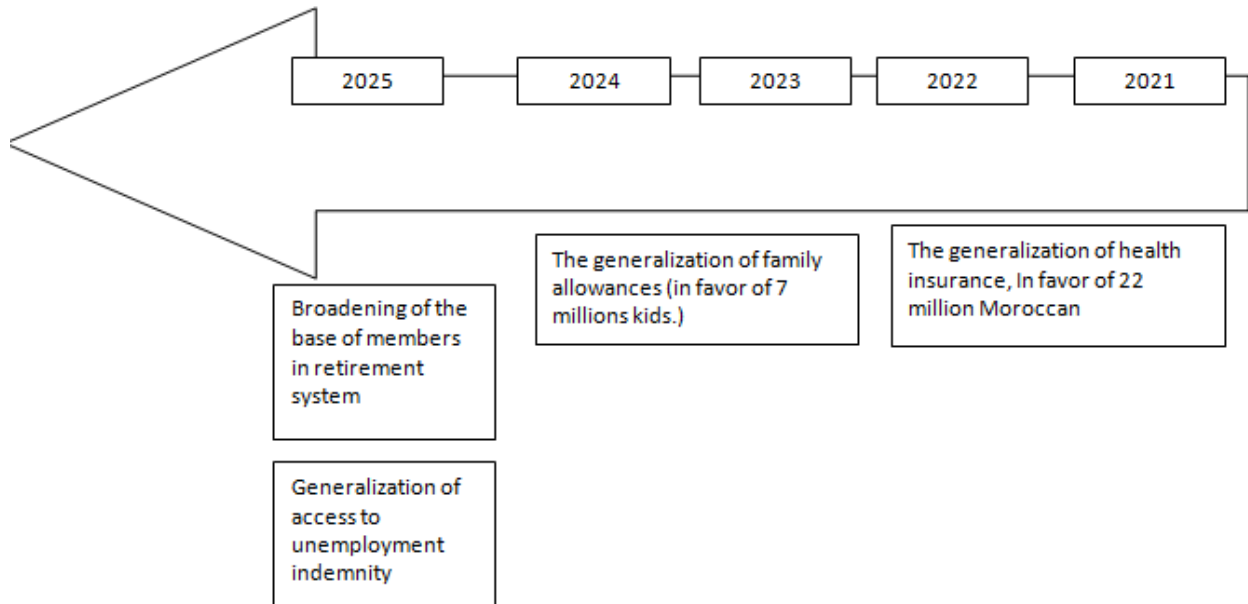 2025
2024
2023
2022
2021
The generalization of family
allowances (in favor of 7
millions kids.)
The generalization of health
insurance, In favor of 22
million Moroccan
Broadening of the
base of members
in retirement
system
Generalization of
access to
unemployment
indemnity